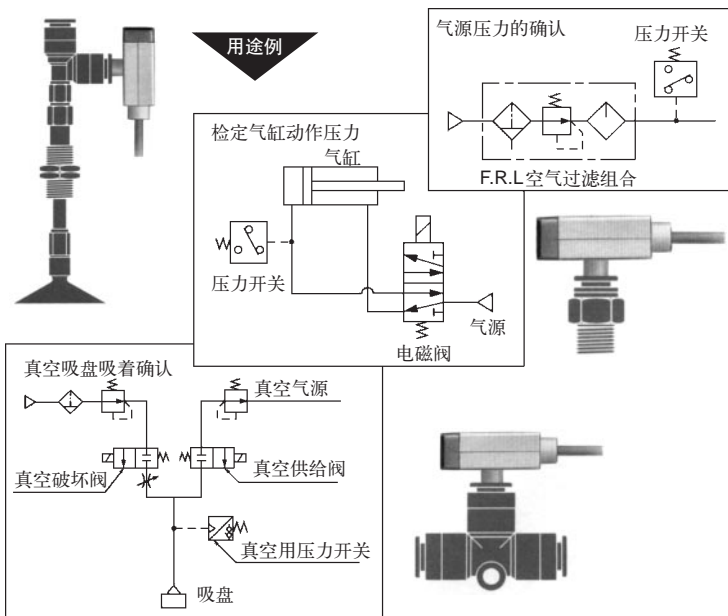 用途例
气源压力的确认
压力开关
F.R.L空气过滤组合
检定气缸动作压力
气缸
压力开关
气源
电磁阀
真空吸盘吸着确认
真空气源
真空破坏阀
真空供给阀
真空用压力开关
吸盘